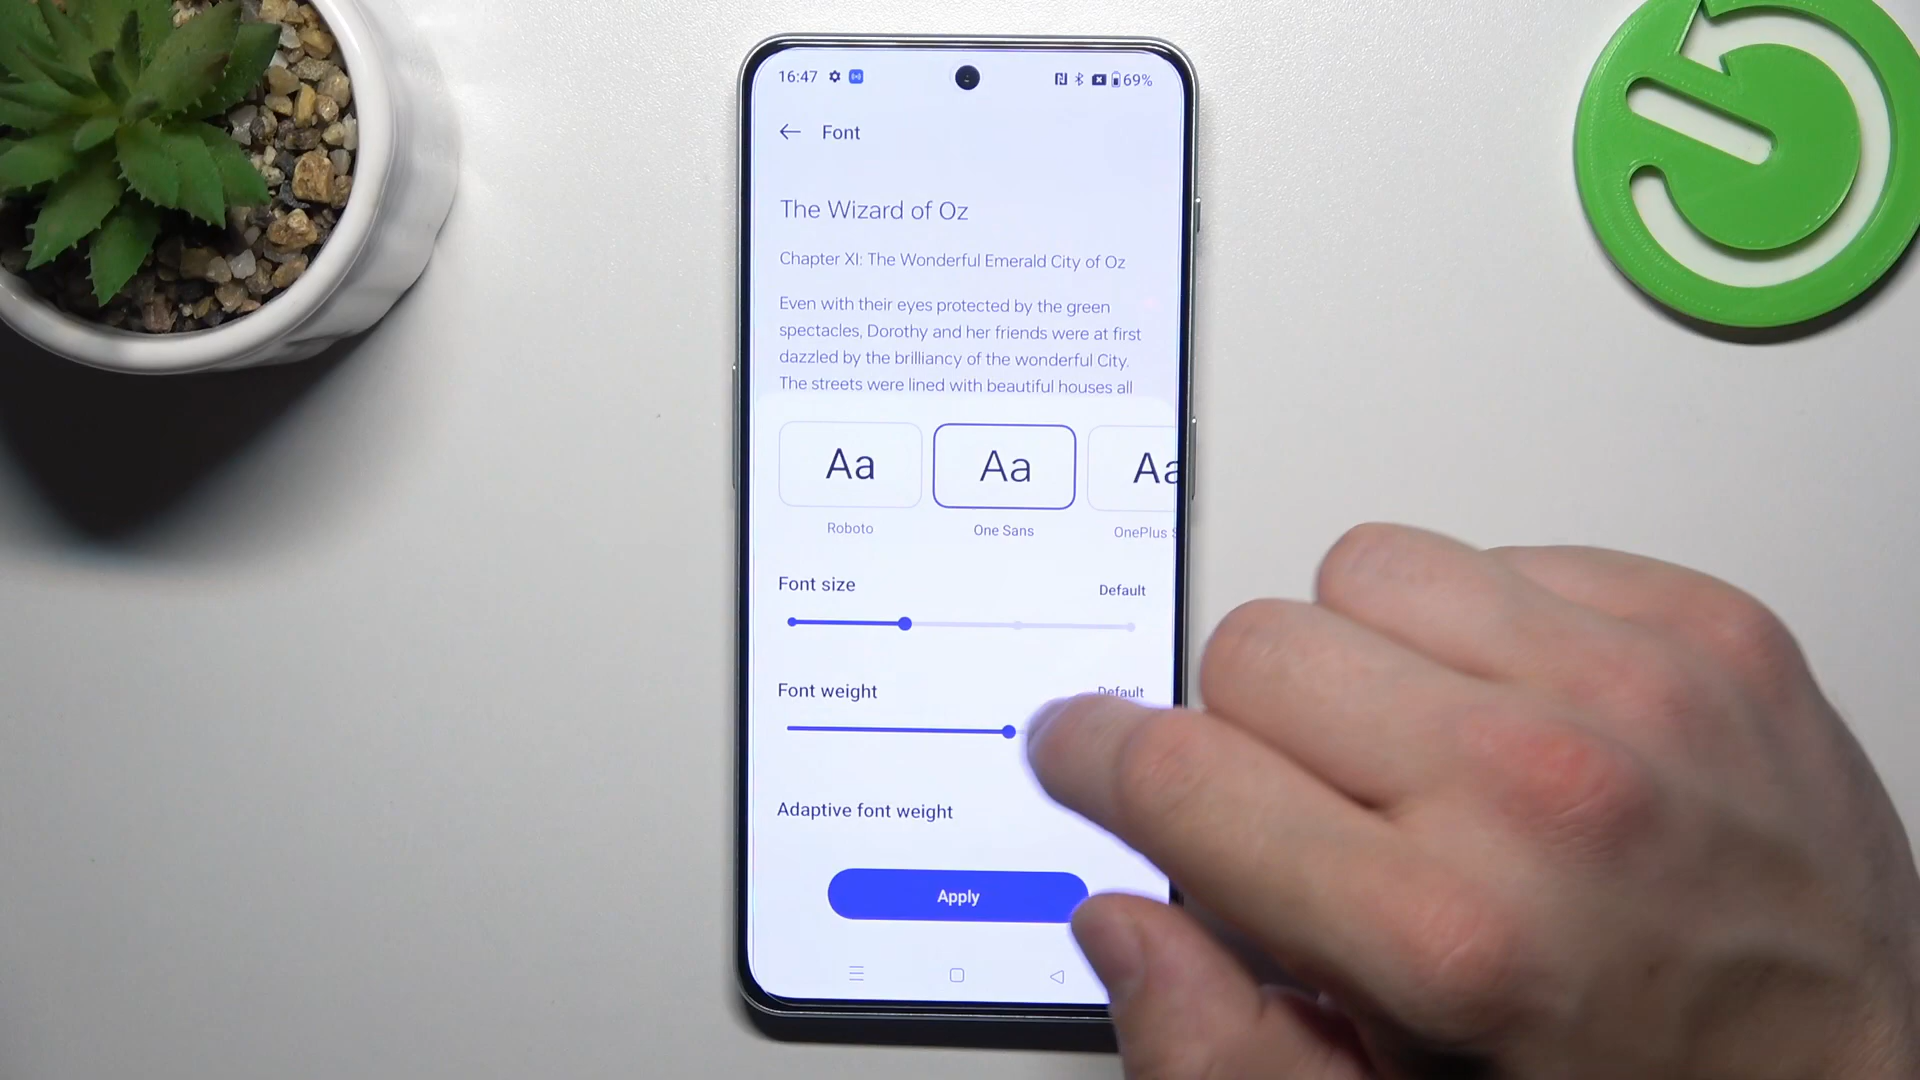 16:47 69%
Font
The Wizard of Oz
Chapter XI: The Wonderful Emerald City of Oz
Even with their eyes protected by the green
spectacles, Dorothy and her friends were at first
dazzled by the brilliancy of the wonderful City.
The streets were lined with beautiful houses all
Aa Aa Aa
Roboto One Sans OnePlus S
Font size Default
Font weight Default
Adaptive font weight
Apply